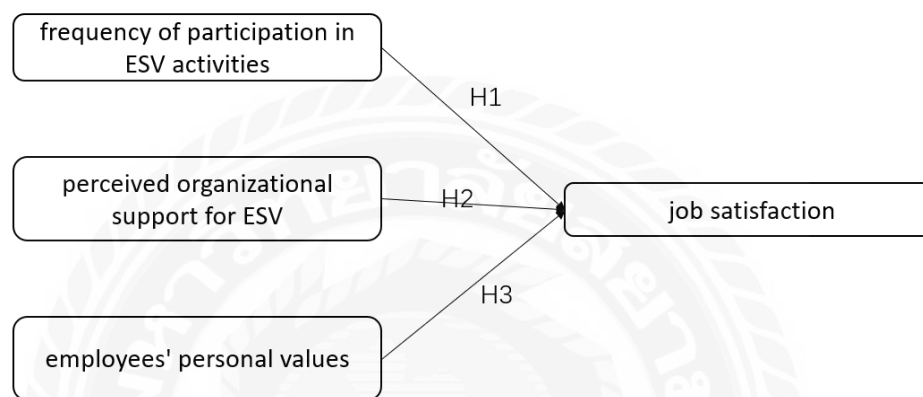 frequency of participation in
ESV activities
H1
perceived organizational
support for ESV
H2
job satisfaction
H3
employees' personal values